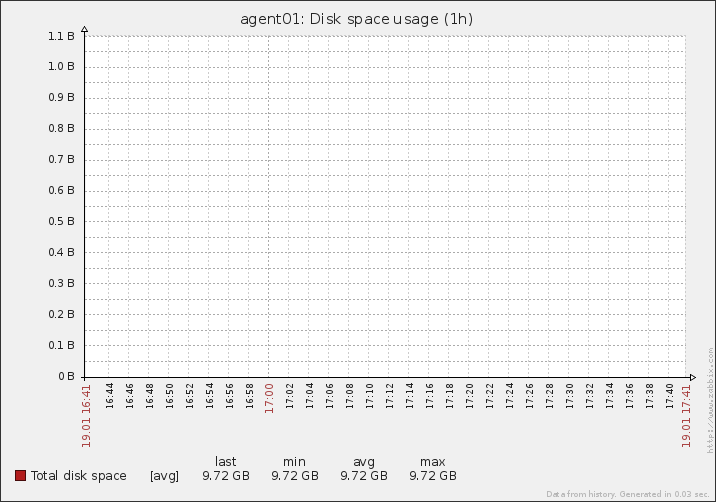 agent01: Disk space usage (1h)
1.1 B
1.0 B
0.9 B
0.8 B
0.7 B
0.6 B
0.5 B
0.4 B
0.3 B
0.2 B
0.1 B
0 B
19.01 16:41
16:44
16:46
16:48
16:50
16:52
16:54
16:56
16:58
17:00
17:02
17:04
17:06
17:08
17:10
17:12
17:14
17:16
17:18
17:20
17:22
17:24
17:26
17:28
17:30
17:32
17:34
17:36
17:38
17:40
19.01 17:41
http://www.zabbix.com
last min avg max
Total disk space [avg] 9.72 GB 9.72 GB 9.72 GB 9.72 GB
Data from history. Generated in 0.03 sec.